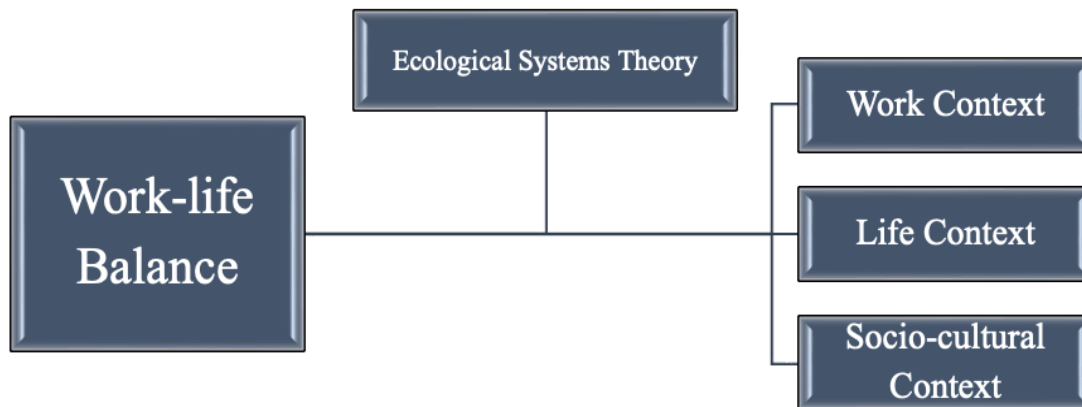 Ecological Systems Theory
Work-life
Balance
Work Context
Life Context
Socio-cultural
Context